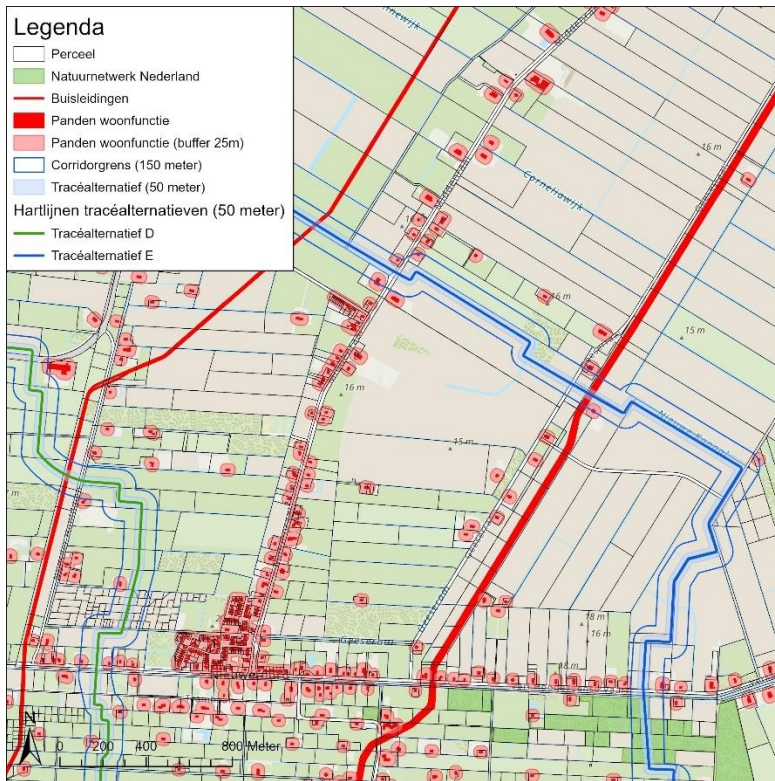 Legenda
Perceel
Natuurnetwerk Nederland
Buisleidingen
Panden woonfunctie
Panden woonfunctie (buffer 25m)
Corridorgrens (150 meter)
Tracéalternatief (50 meter)
Hartlijnen tracéalternatieven (50 meter)
Tracéalternatief D
Tracéalternatief E
16 m
Corneliawijk
16 m
15 m
16 m
15 m
18 m
16 m
18 m
N
0 200 400 800 Meter